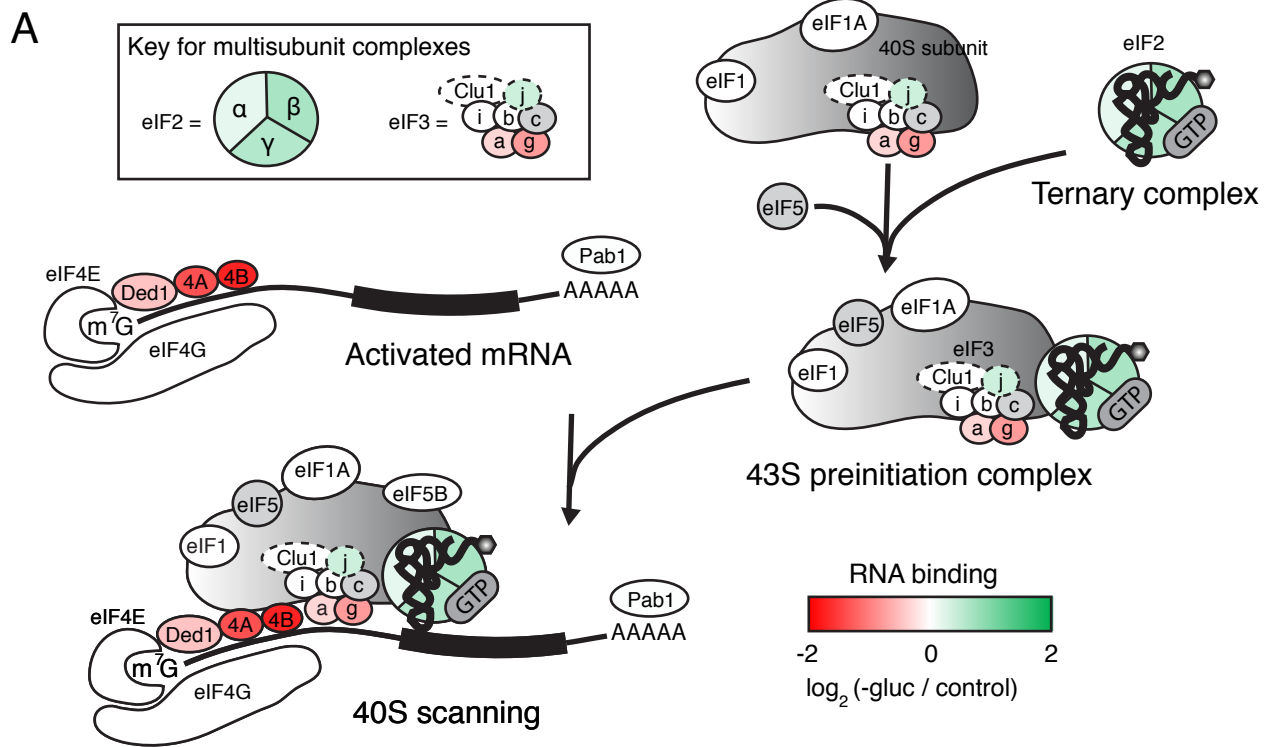 A
Key for multisubunit complexes
eIF2 =
α
β
γ
eIF3 =
Clu1
j
i
b
c
a
g
eIF1A
40S subunit
eIF1
Clu1
j
i
b
c
a
g
eIF2
GTP
Ternary complex
eIF5
eIF4E
Ded1
4A
4B
m7G
eIF4G
Pab1
AAAAA
Activated mRNA
eIF1A
eIF5
eIF1
eIF3
Clu1
j
i
b
c
a
g
GTP
43S preinitiation complex
eIF1A
eIF5
eIF5B
eIF1
Clu1
j
i
b
c
a
g
GTP
eIF4E
Ded1
4A
4B
m7G
eIF4G
Pab1
AAAAA
40S scanning
RNA binding
-2
0
2
log2 (-gluc / control)